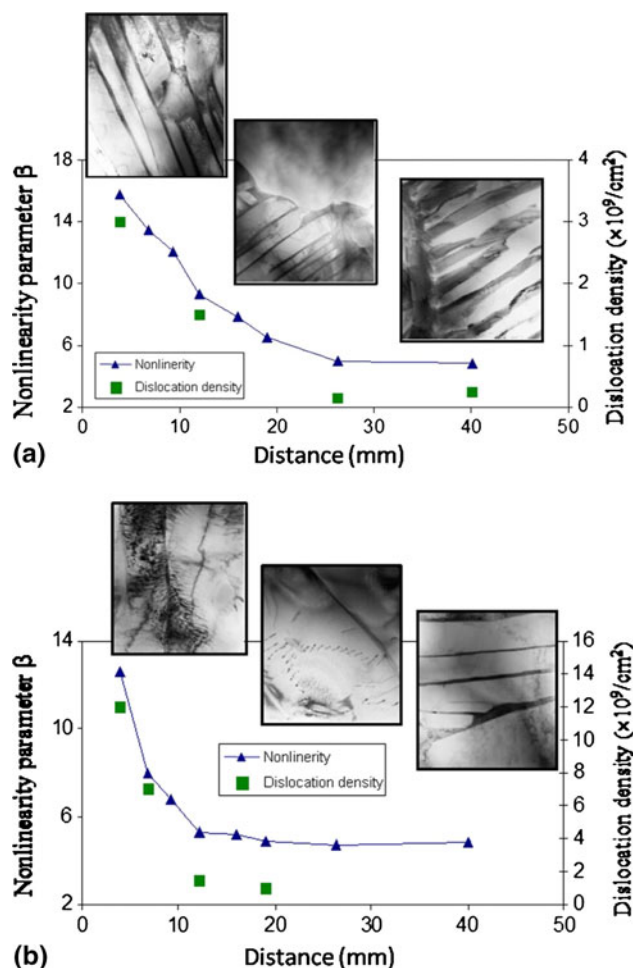 18
14
10
6
2
Nonlinearity parameter β
4
3
2
1
0
Dislocation density (×10⁹/cm²)
Nonlinerity
Dislocation density
0 10 20 30 40 50
(a) Distance (mm)
14
11
6
2
Nonlinearity parameter β
16
14
12
10
8
6
4
2
0
Dislocation density (×10⁹/cm²)
Nonlinerity
Dislocation density
0 10 20 30 40 50
(b) Distance (mm)